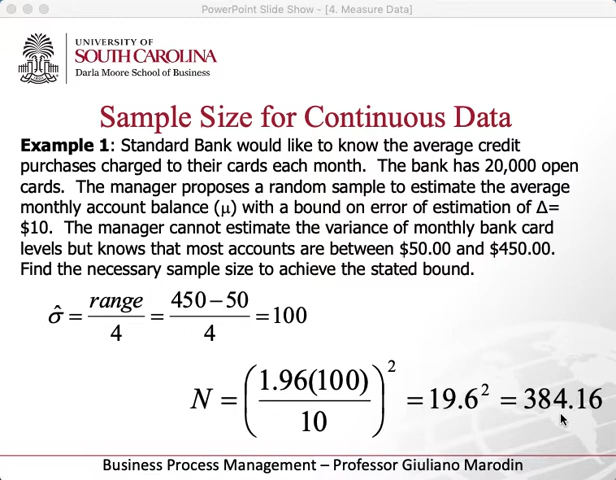 PowerPoint Slide Show - [4. Measure Data]
UNIVERSITY OF
SOUTH CAROLINA
Darla Moore School of Business
Sample Size for Continuous Data
Example 1: Standard Bank would like to know the average credit
purchases charged to their cards each month. The bank has 20,000 open
cards. The manager proposes a random sample to estimate the average
monthly account balance (μ) with a bound on error of estimation of Δ=
$10. The manager cannot estimate the variance of monthly bank card
levels but knows that most accounts are between $50.00 and $450.00.
Find the necessary sample size to achieve the stated bound.
σ̂ = range/4 = (450−50)/4 = 100
N = (1.96(100)/10)² = 19.6² = 384.16
Business Process Management – Professor Giuliano Marodin